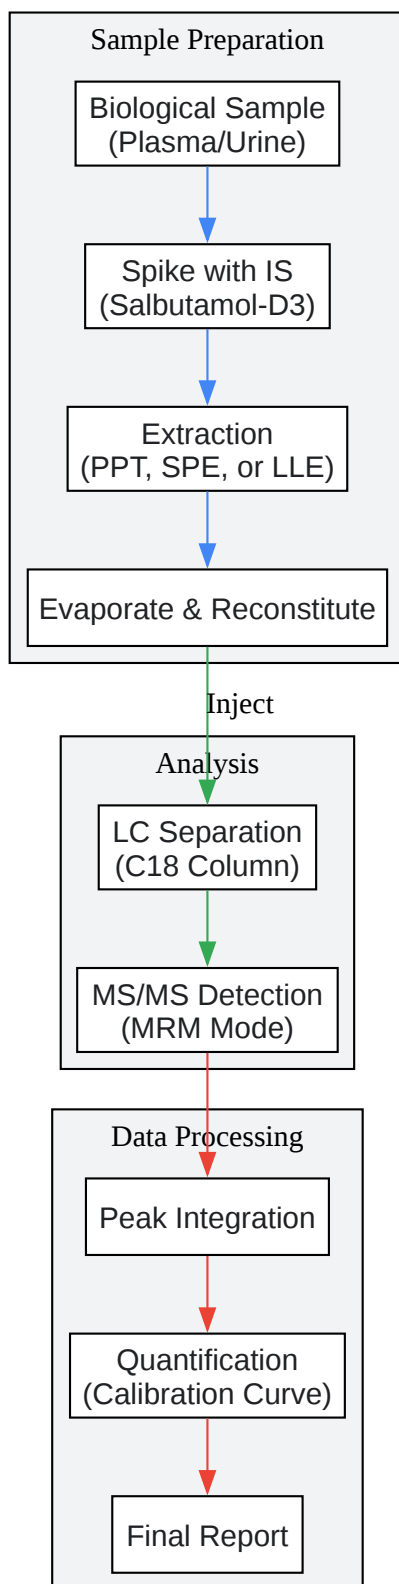 Sample Preparation
Biological Sample
(Plasma/Urine)
Spike with IS
(Salbutamol-D3)
Extraction
(PPT, SPE, or LLE)
Evaporate & Reconstitute
Inject
Analysis
LC Separation
(C18 Column)
MS/MS Detection
(MRM Mode)
Data Processing
Peak Integration
Quantification
(Calibration Curve)
Final Report